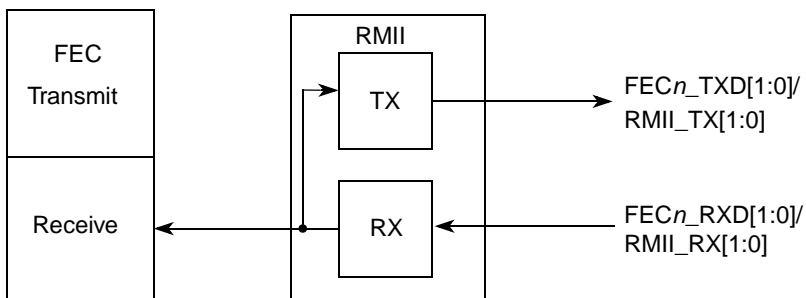 FEC
Transmit
Receive
RMII
TX
RX
FECn_TXD[1:0]/
RMII_TX[1:0]
FECn_RXD[1:0]/
RMII_RX[1:0]